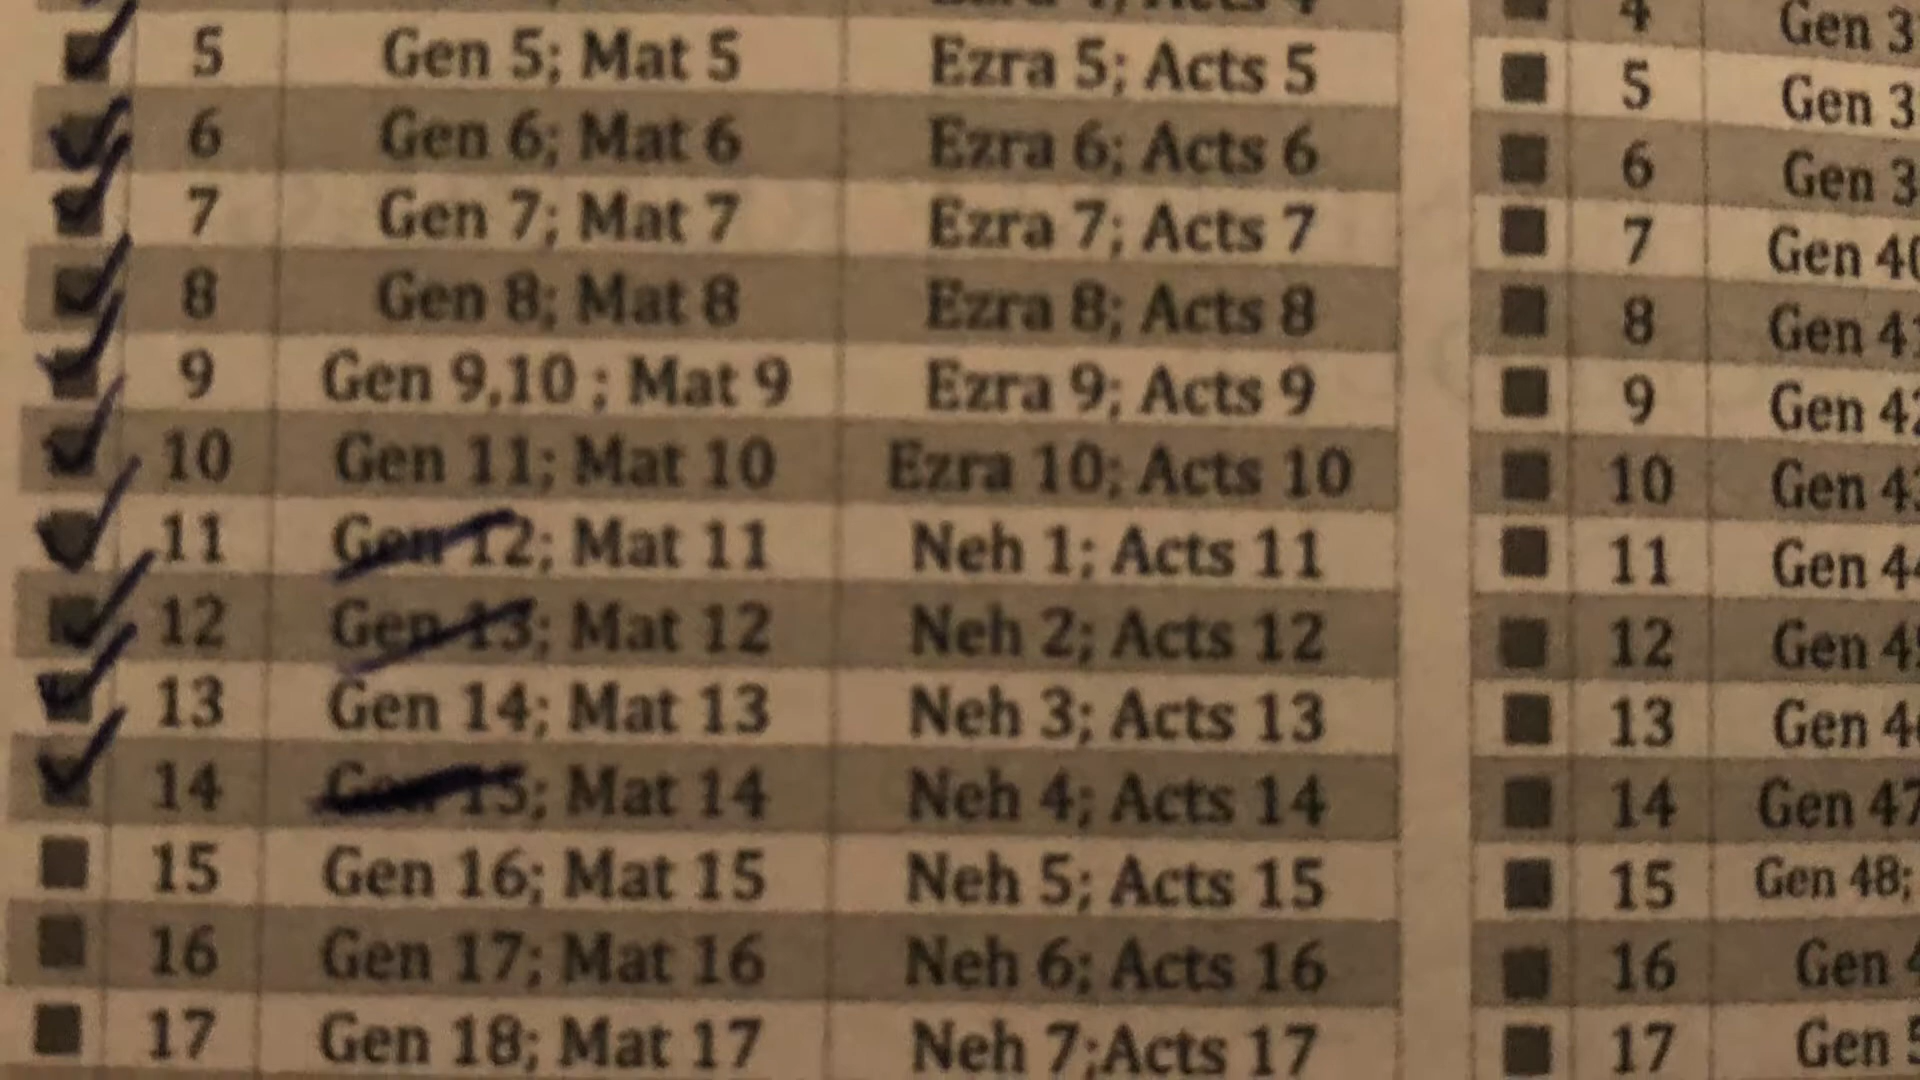 5 Gen 5; Mat 5 Ezra 5; Acts 5
6 Gen 6; Mat 6 Ezra 6; Acts 6
7 Gen 7; Mat 7 Ezra 7; Acts 7
8 Gen 8; Mat 8 Ezra 8; Acts 8
9 Gen 9,10 ; Mat 9 Ezra 9; Acts 9
10 Gen 11; Mat 10 Ezra 10; Acts 10
11 Gen 12; Mat 11 Neh 1; Acts 11
12 Gen 13; Mat 12 Neh 2; Acts 12
13 Gen 14; Mat 13 Neh 3; Acts 13
14 Gen 15; Mat 14 Neh 4; Acts 14
15 Gen 16; Mat 15 Neh 5; Acts 15
16 Gen 17; Mat 16 Neh 6; Acts 16
17 Gen 18; Mat 17 Neh 7;Acts 17
4 Gen
5 Gen
6 Gen
7 Gen 40
8 Gen
9 Gen 42
10 Gen
11 Gen
12 Gen
13 Gen
14 Gen 47
15 Gen 48;
16 Gen
17 Gen